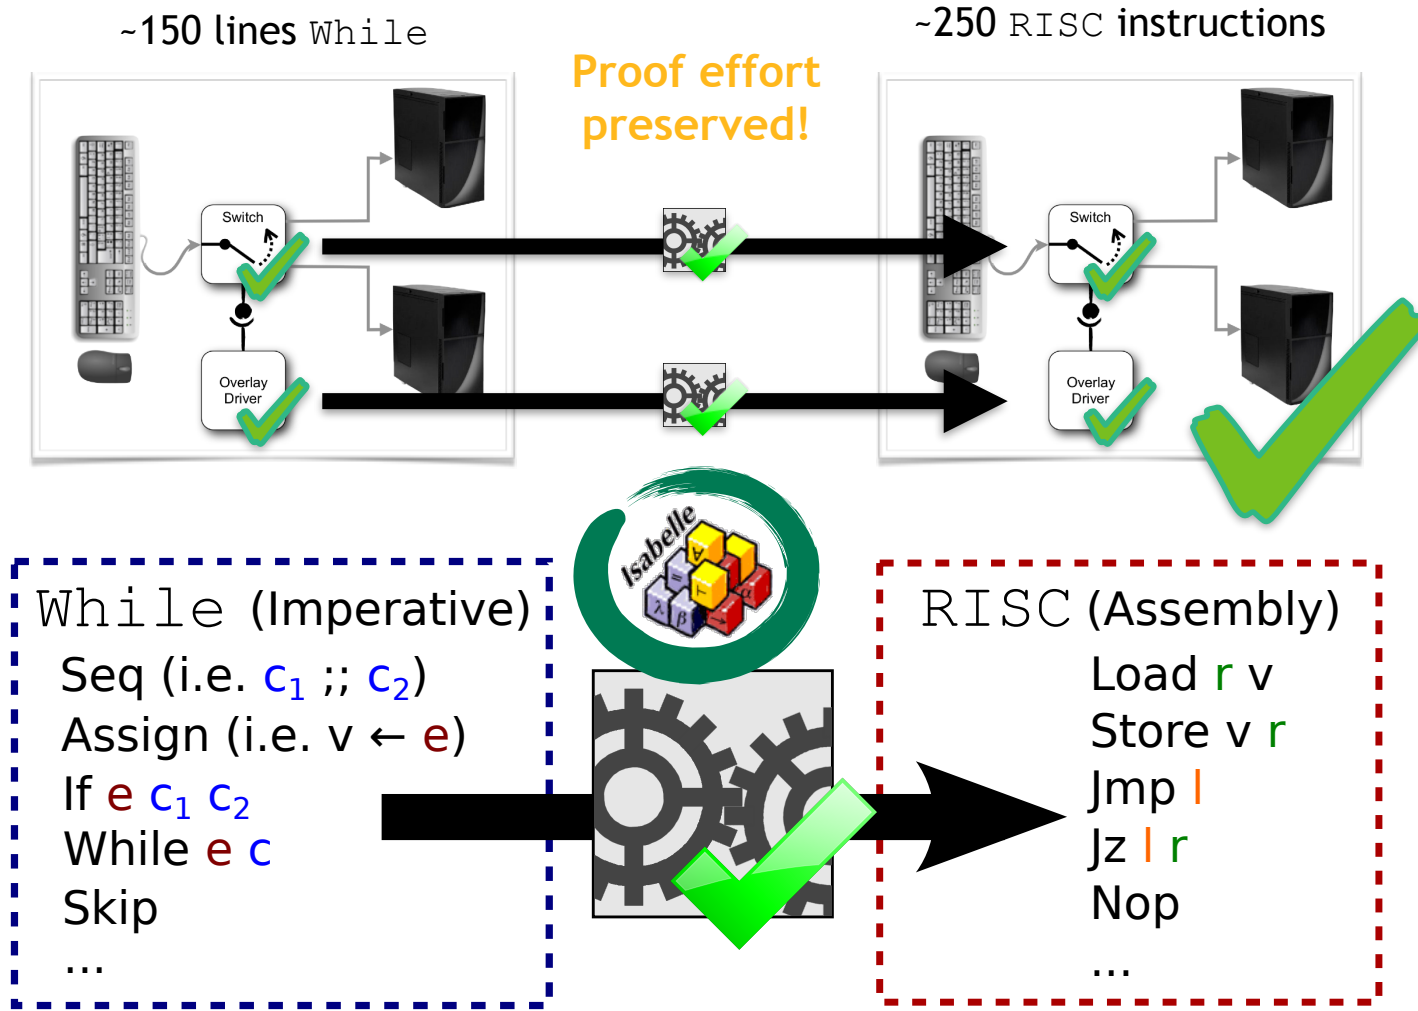 ~150 lines While
~250 RISC instructions
Proof effort
preserved!
Switch
Overlay
Driver
Switch
Overlay
Driver
Isabelle
∀
=
λ
β
→
α
While (Imperative)
Seq (i.e. c₁ ;; c₂)
Assign (i.e. v ← e)
If e c₁ c₂
While e c
Skip
...
RISC (Assembly)
Load r v
Store v r
Jmp l
Jz l r
Nop
...